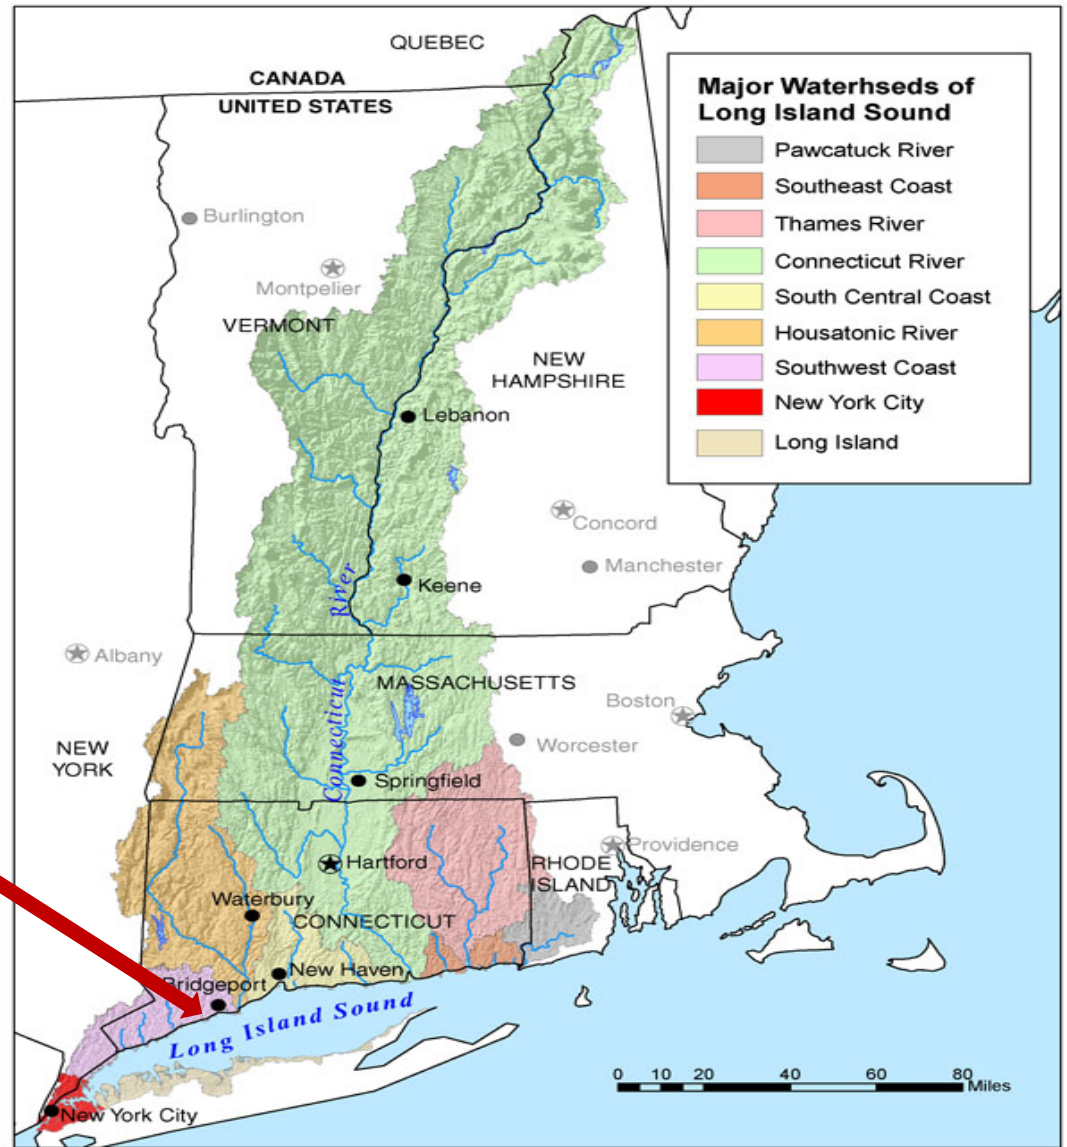 QUEBEC
CANADA
UNITED STATES
Major Waterhseds of
Long Island Sound
Pawcatuck River
Southeast Coast
Thames River
Connecticut River
South Central Coast
Housatonic River
Southwest Coast
New York City
Long Island
Burlington
Montpelier
VERMONT
NEW
HAMPSHIRE
Lebanon
Concord
Manchester
Keene
Connecticut River
Albany
MASSACHUSETTS
Boston
Worcester
NEW
YORK
Springfield
Hartford
Providence
RHODE
ISLAND
Waterbury
CONNECTICUT
New Haven
Bridgeport
Long Island Sound
New York City
0 10 20 40 60 80
Miles